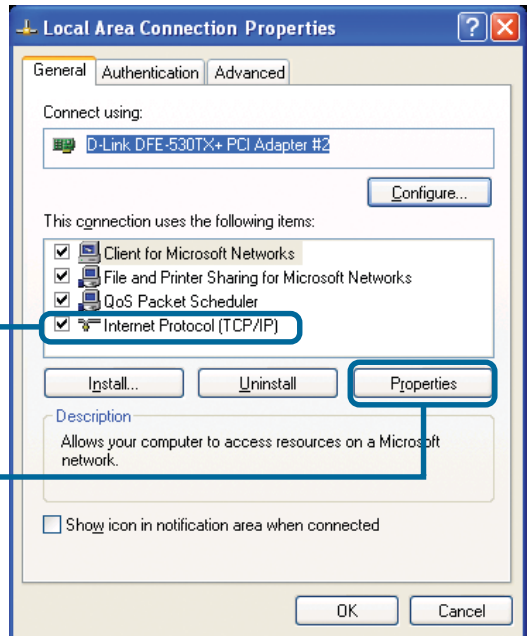 Local Area Connection Properties
General Authentication Advanced
Connect using:
D-Link DFE-530TX+ PCI Adapter #2
Configure...
This connection uses the following items:
Client for Microsoft Networks
File and Printer Sharing for Microsoft Networks
QoS Packet Scheduler
Internet Protocol (TCP/IP)
Install... Uninstall Properties
Description
Allows your computer to access resources on a Microsoft
network.
Show icon in notification area when connected
OK Cancel